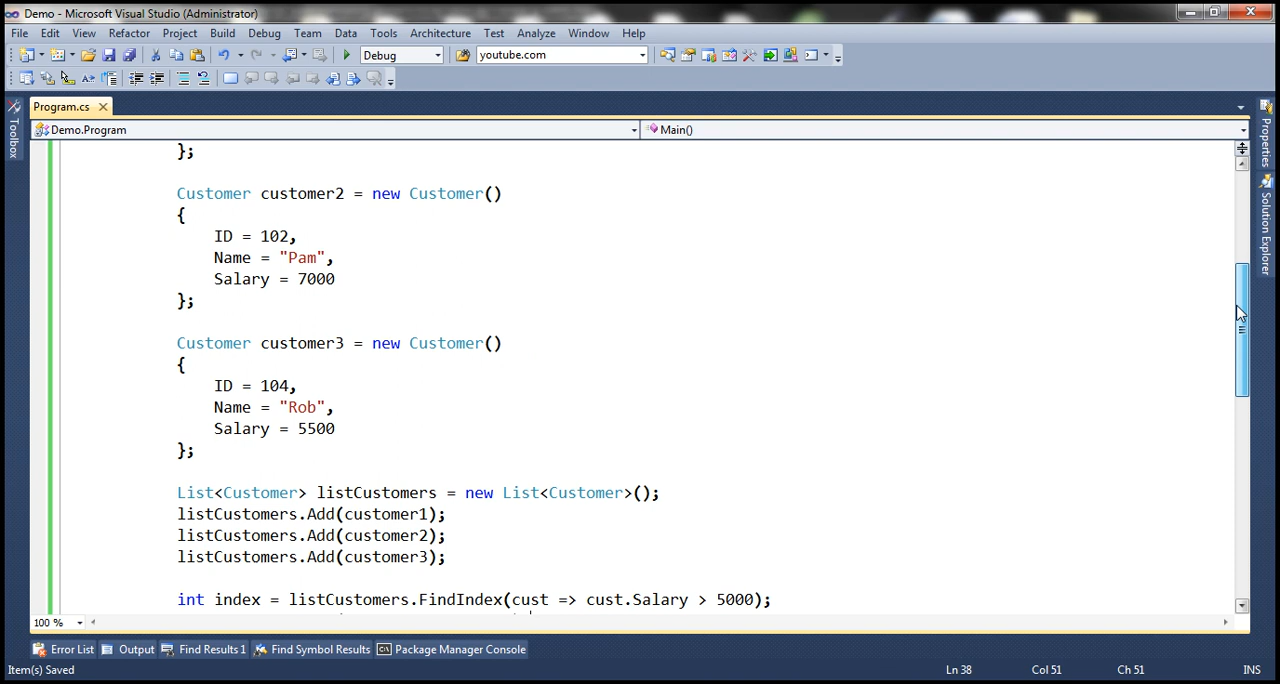 Demo - Microsoft Visual Studio (Administrator)
File Edit View Refactor Project Build Debug Team Data Tools Architecture Test Analyze Window Help
Debug youtube.com
Program.cs
Demo.Program Main()
Toolbox
Properties
Solution Explorer
};
Customer customer2 = new Customer()
{
ID = 102,
Name = "Pam",
Salary = 7000
};
Customer customer3 = new Customer()
{
ID = 104,
Name = "Rob",
Salary = 5500
};
List<Customer> listCustomers = new List<Customer>();
listCustomers.Add(customer1);
listCustomers.Add(customer2);
listCustomers.Add(customer3);
int index = listCustomers.FindIndex(cust => cust.Salary > 5000);
100 %
Error List Output Find Results 1 Find Symbol Results Package Manager Console
Item(s) Saved Ln 38 Col 51 Ch 51 INS